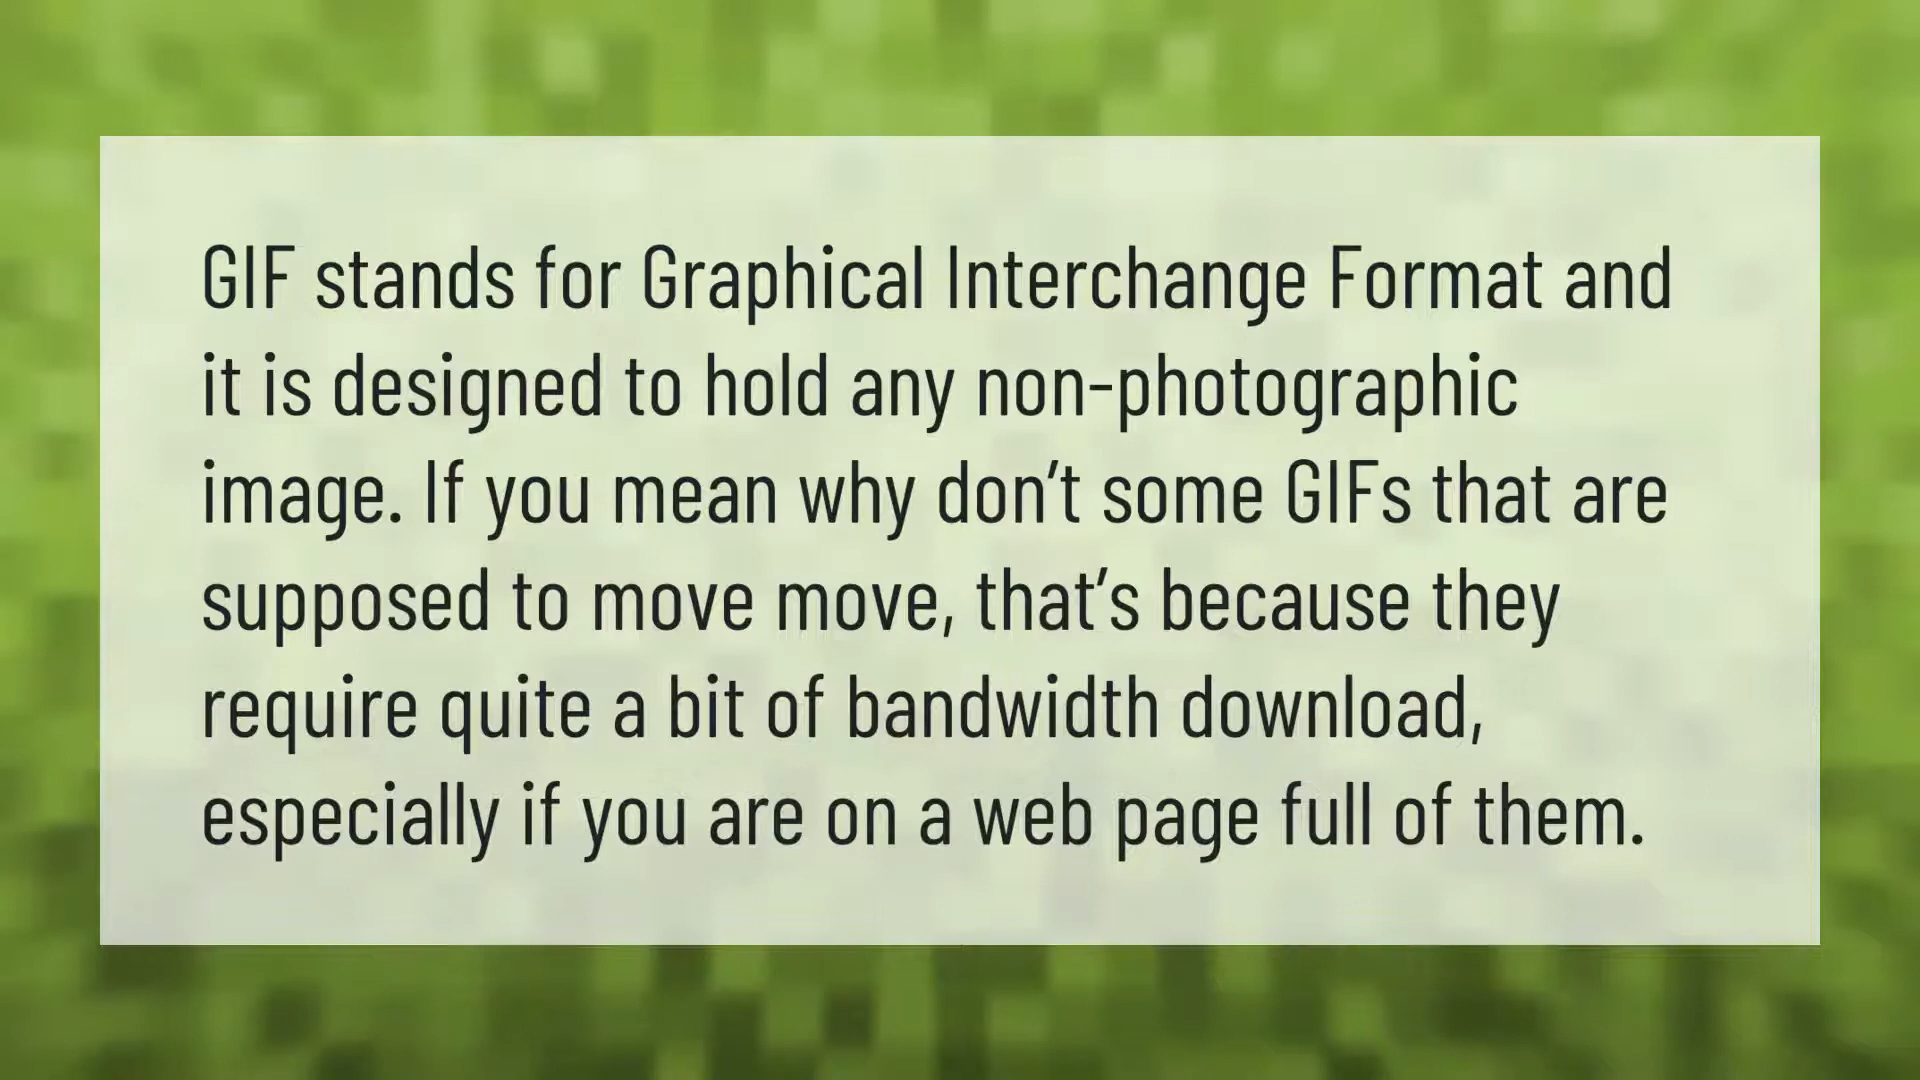 GIF stands for Graphical Interchange Format and
it is designed to hold any non-photographic
image. If you mean why don’t some GIFs that are
supposed to move move, that’s because they
require quite a bit of bandwidth download,
especially if you are on a web page full of them.